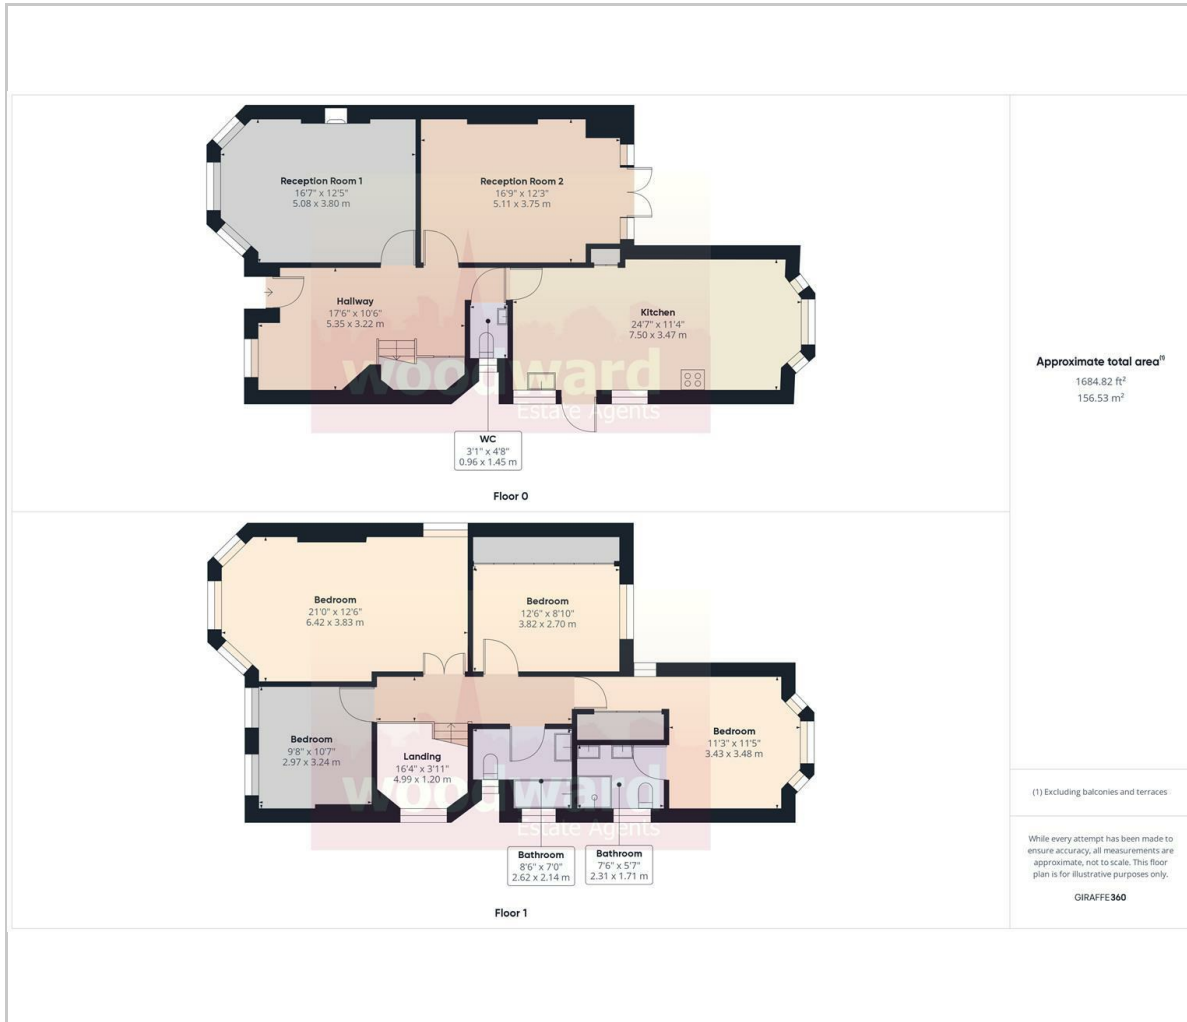 Reception Room 1
16'7" x 12'5"
5.08 x 3.80 m
Reception Room 2
16'9" x 12'3"
5.11 x 3.75 m
Hallway
17'6" x 10'6"
5.35 x 3.22 m
Kitchen
24'7" x 11'4"
7.50 x 3.47 m
woodward
Estate Agents
WC
3'1" x 4'8"
0.96 x 1.45 m
Floor 0
Bedroom
21'0" x 12'6"
6.42 x 3.83 m
Bedroom
12'6" x 8'10"
3.82 x 2.70 m
Bedroom
9'8" x 10'7"
2.97 x 3.24 m
Landing
16'4" x 3'11"
4.99 x 1.20 m
Bedroom
11'3" x 11'5"
3.43 x 3.48 m
woodward
Estate Agents
Bathroom
8'6" x 7'0"
2.62 x 2.14 m
Bathroom
7'6" x 5'7"
2.31 x 1.71 m
Floor 1
Approximate total area(1)
1684.82 ft²
156.53 m²
(1) Excluding balconies and terraces
While every attempt has been made to
ensure accuracy, all measurements are
approximate, not to scale. This floor
plan is for illustrative purposes only.
GIRAFFE360